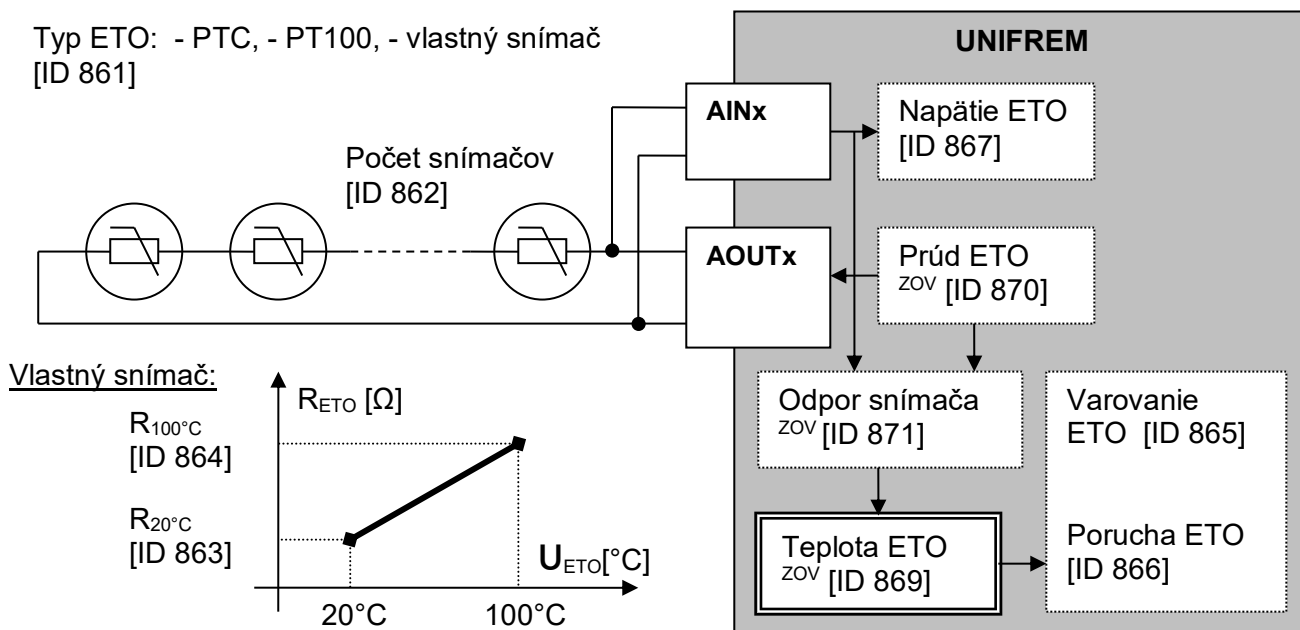 Typ ETO: - PTC, - PT100, - vlastný snímač
[ID 861]
UNIFREM
AINx
Napätie ETO
[ID 867]
Počet snímačov
[ID 862]
AOUTx
Prúd ETO
ZOV [ID 870]
Vlastný snímač:
RETO [Ω]
R100°C
[ID 864]
R20°C
[ID 863]
UETO[°C]
20°C
100°C
Odpor snímača
ZOV [ID 871]
Varovanie
ETO [ID 865]
Teplota ETO
ZOV [ID 869]
Porucha ETO
[ID 866]